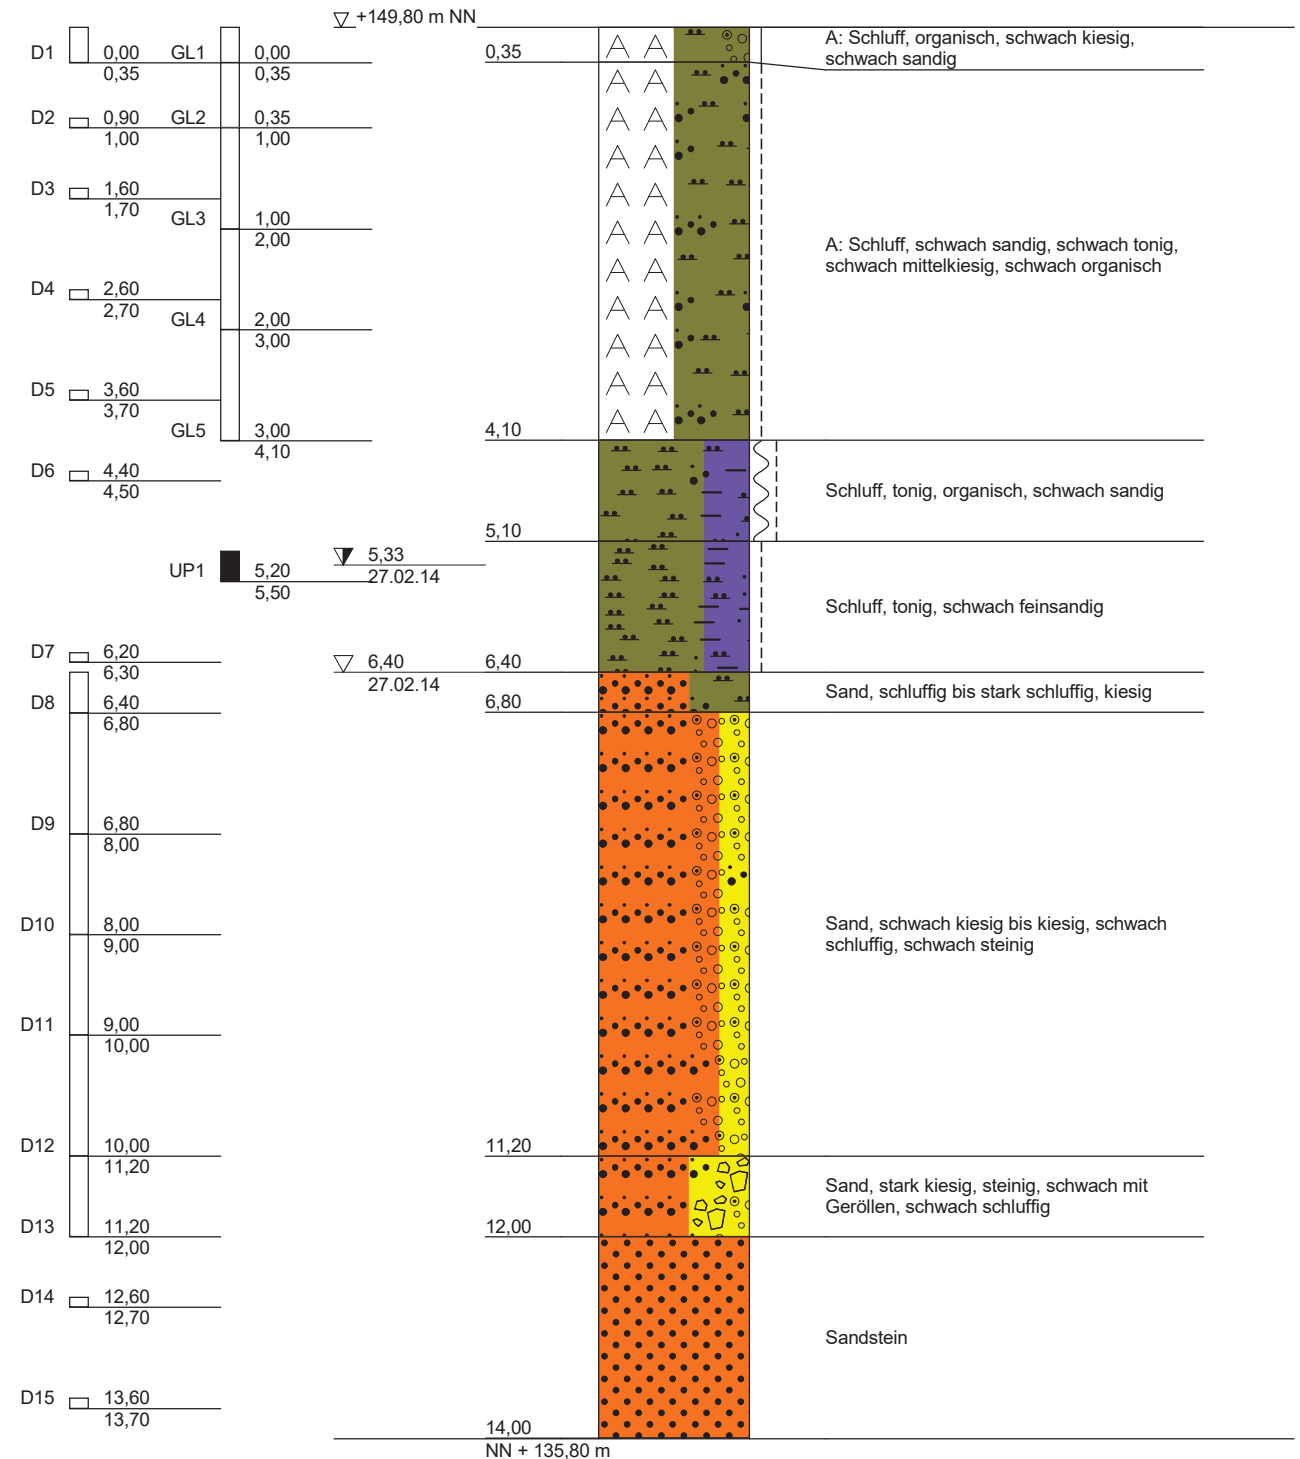 +149,80 m NN
D1 0,00 GL1 0,00
0,35 0,35
0,35
A: Schluff, organisch, schwach kiesig,
schwach sandig
D2 0,90 GL2 0,35
1,00 1,00
D3 1,60
1,70
GL3 1,00
2,00
A: Schluff, schwach sandig, schwach tonig,
schwach mittelkiesig, schwach organisch
D4 2,60
2,70
GL4 2,00
3,00
D5 3,60
3,70
GL5 3,00
4,10
4,10
D6 4,40
4,50
Schluff, tonig, organisch, schwach sandig
5,10
UP1 5,20
5,50
5,33
27.02.14
Schluff, tonig, schwach feinsandig
D7 6,20
6,30
6,40
27.02.14
6,40
D8 6,40
6,80
Sand, schluffig bis stark schluffig, kiesig
6,80
D9 6,80
8,00
D10 8,00
9,00
Sand, schwach kiesig bis kiesig, schwach
schluffig, schwach steinig
D11 9,00
10,00
D12 10,00
11,20
11,20
Sand, stark kiesig, steinig, schwach mit
Geröllen, schwach schluffig
D13 11,20
12,00
12,00
D14 12,60
12,70
Sandstein
D15 13,60
13,70
14,00
NN + 135,80 m
A A
A A
A A
A A
A A
A A
A A
A A
A A
A A
A A